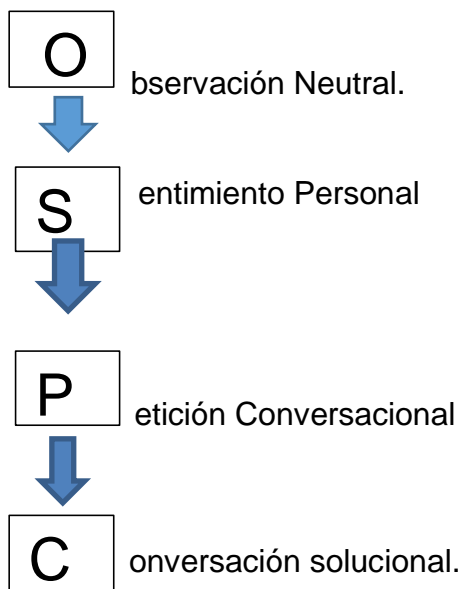 Observación Neutral.
Sentimiento Personal
Petición Conversacional
Conversación solucional.